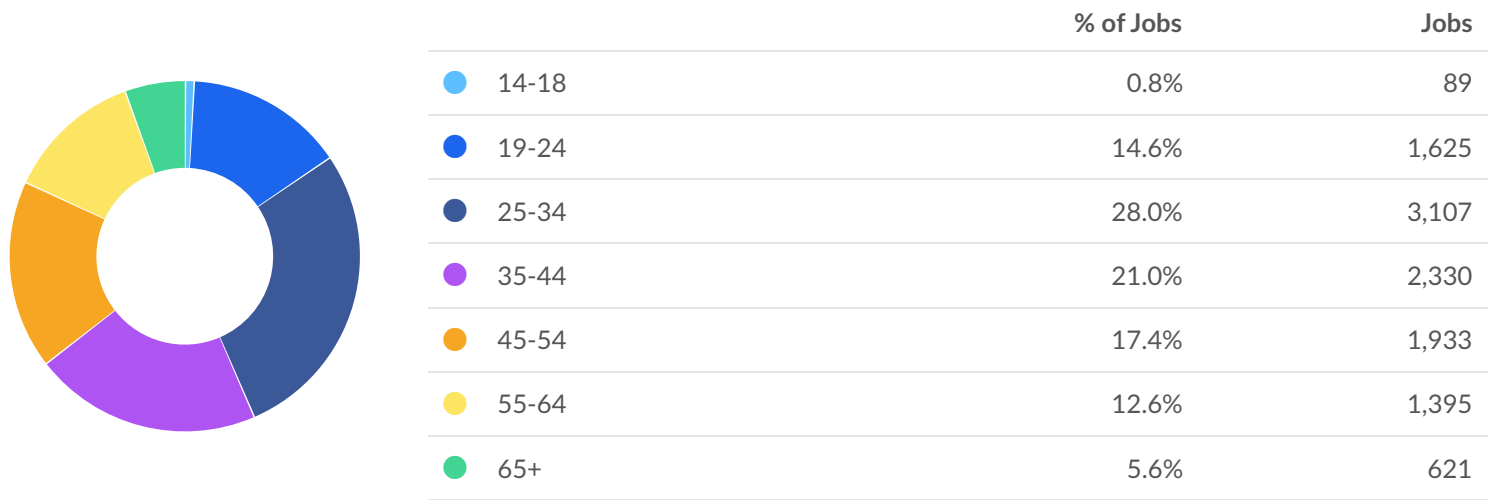 % of Jobs Jobs
14-18 0.8% 89
19-24 14.6% 1,625
25-34 28.0% 3,107
35-44 21.0% 2,330
45-54 17.4% 1,933
55-64 12.6% 1,395
65+ 5.6% 621